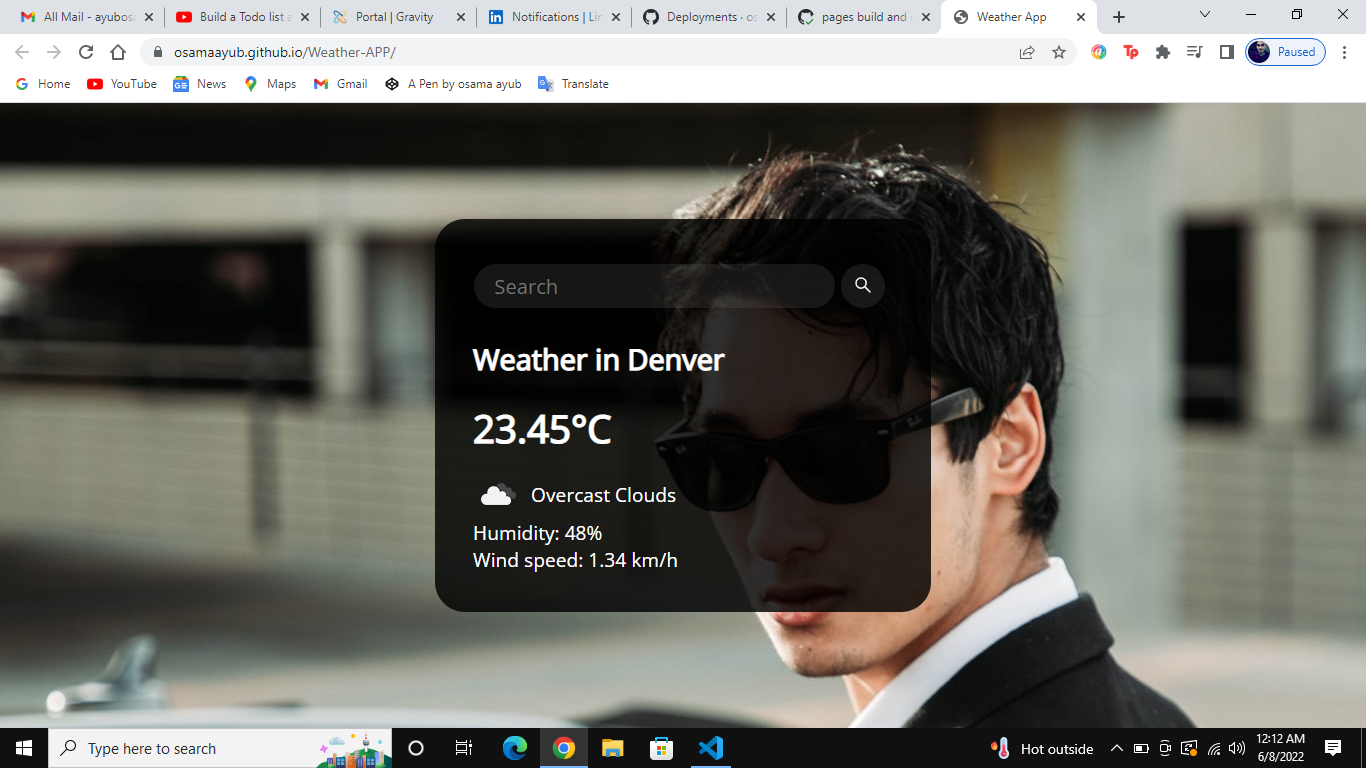 All Mail - ayubos
Build a Todo list a
Portal | Gravity
Notifications | Lin
Deployments · os
pages build and
Weather App
osamaayub.github.io/Weather-APP/
Paused
Home
YouTube
News
Maps
Gmail
A Pen by osama ayub
Translate
Search
Weather in Denver
23.45°C
Overcast Clouds
Humidity: 48%
Wind speed: 1.34 km/h
Type here to search
Hot outside
12:12 AM
6/8/2022